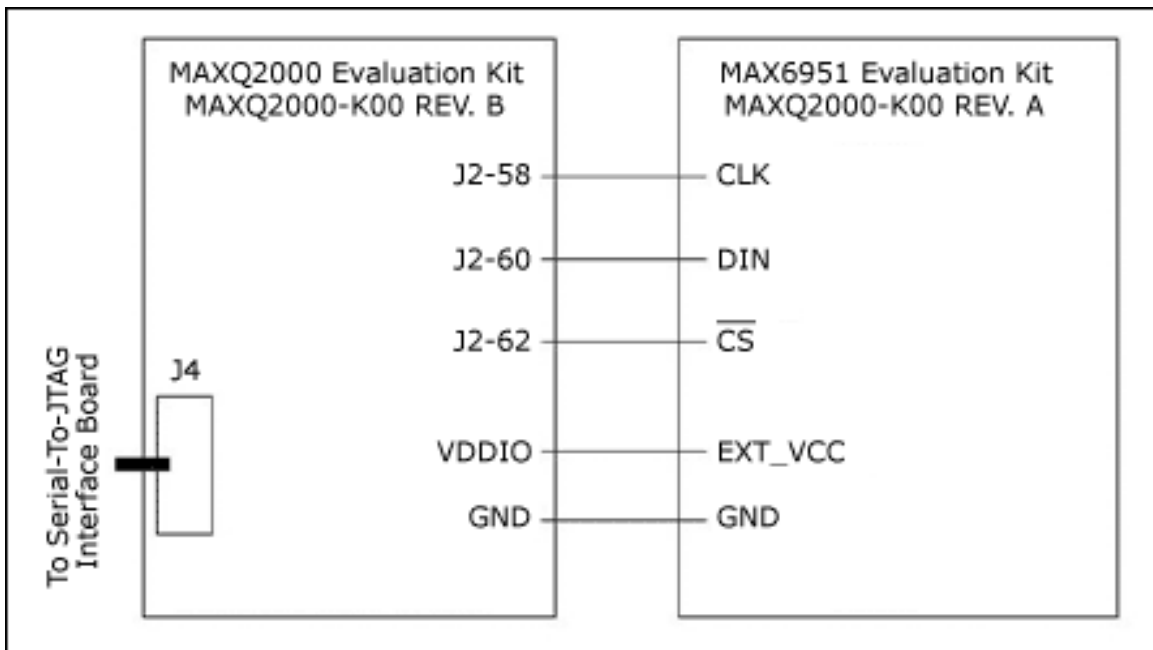 MAXQ2000 Evaluation Kit
MAXQ2000-K00 REV. B
J2-58
J2-60
J2-62
VDDIO
GND
J4
To Serial-To-JTAG
Interface Board
MAX6951 Evaluation Kit
MAXQ2000-K00 REV. A
CLK
DIN
C̅S̅
EXT_VCC
GND